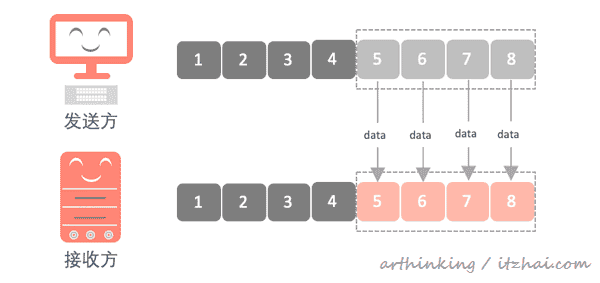 1 2 3 4 5 6 7 8
发送方
data data data data
1 2 3 4 5 6 7 8
接收方
arthinking / itzhai.com